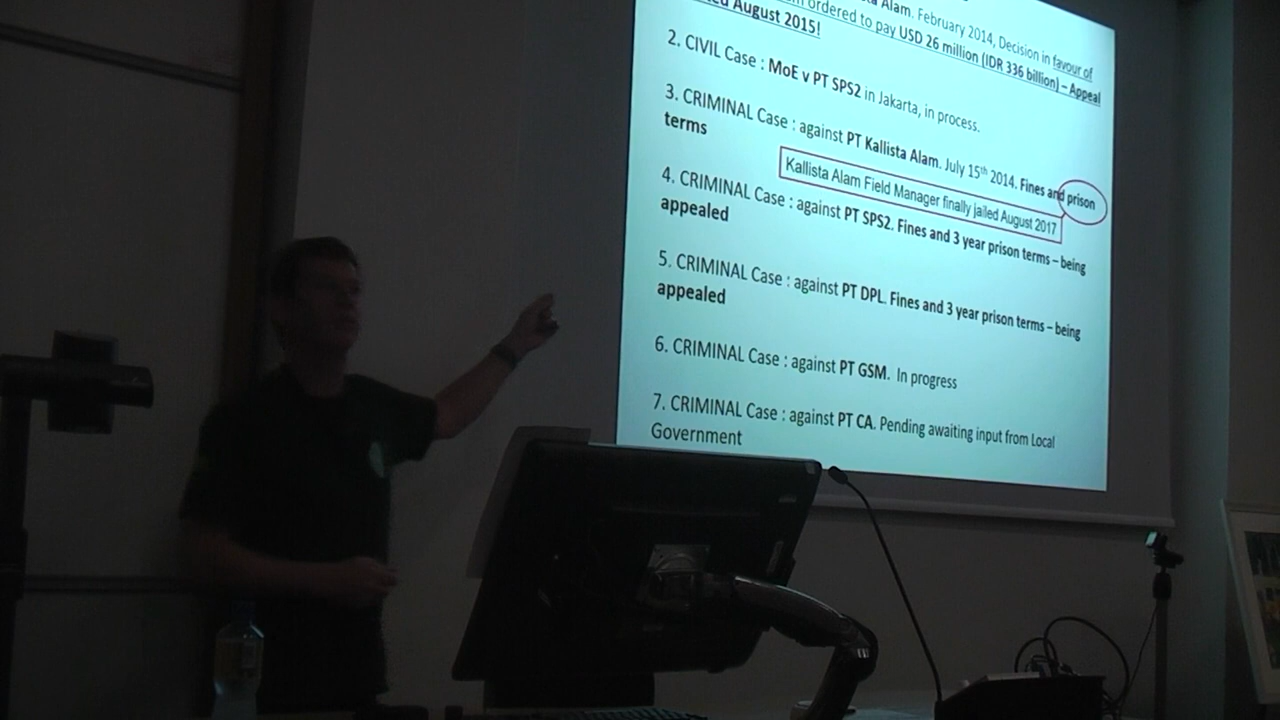 Alam. February 2014, Decision in favour of
ordered to pay USD 26 million (IDR 336 billion) – Appeal
August 2015!
2. CIVIL Case : MoE v PT SPS2 in Jakarta, in process.
3. CRIMINAL Case : against PT Kallista Alam. July 15th 2014. Fines and prison
terms
Kallista Alam Field Manager finally jailed August 2017
4. CRIMINAL Case : against PT SPS2. Fines and 3 year prison terms – being
appealed
5. CRIMINAL Case : against PT DPL. Fines and 3 year prison terms – being
appealed
6. CRIMINAL Case : against PT GSM. In progress
7. CRIMINAL Case : against PT CA. Pending awaiting input from Local
Government